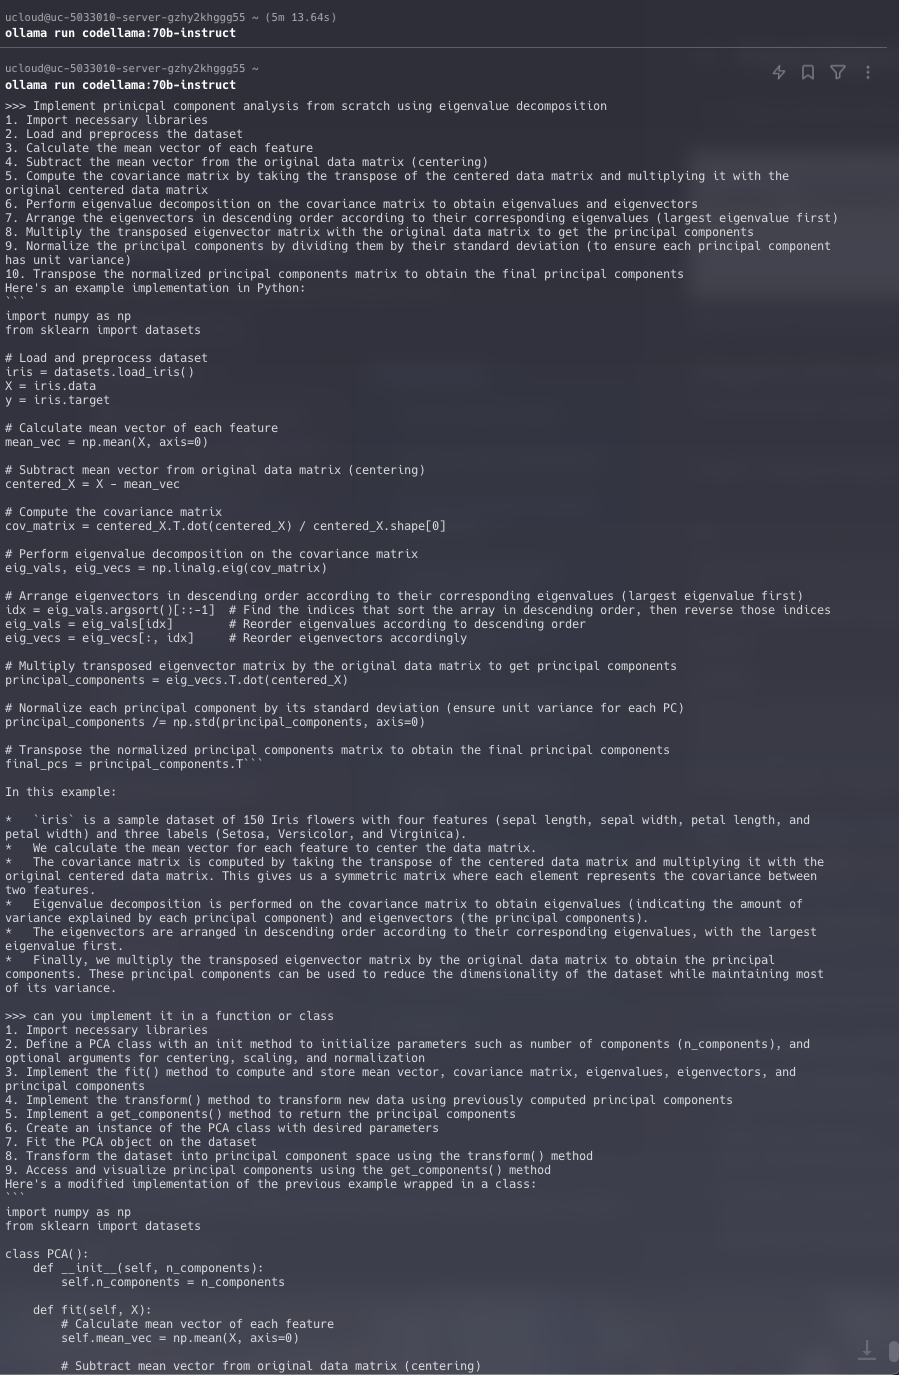 ucloud@uc-5033010-server-gzhy2khggg55 ~ (5m 13.64s)
ollama run codellama:70b-instruct
ucloud@uc-5033010-server-gzhy2khggg55 ~
ollama run codellama:70b-instruct
>>> Implement prinicpal component analysis from scratch using eigenvalue decomposition
1. Import necessary libraries
2. Load and preprocess the dataset
3. Calculate the mean vector of each feature
4. Subtract the mean vector from the original data matrix (centering)
5. Compute the covariance matrix by taking the transpose of the centered data matrix and multiplying it with the
original centered data matrix
6. Perform eigenvalue decomposition on the covariance matrix to obtain eigenvalues and eigenvectors
7. Arrange the eigenvectors in descending order according to their corresponding eigenvalues (largest eigenvalue first)
8. Multiply the transposed eigenvector matrix with the original data matrix to get the principal components
9. Normalize the principal components by dividing them by their standard deviation (to ensure each principal component
has unit variance)
10. Transpose the normalized principal components matrix to obtain the final principal components
Here's an example implementation in Python:
```
import numpy as np
from sklearn import datasets

# Load and preprocess dataset
iris = datasets.load_iris()
X = iris.data
y = iris.target

# Calculate mean vector of each feature
mean_vec = np.mean(X, axis=0)

# Subtract mean vector from original data matrix (centering)
centered_X = X - mean_vec

# Compute the covariance matrix
cov_matrix = centered_X.T.dot(centered_X) / centered_X.shape[0]

# Perform eigenvalue decomposition on the covariance matrix
eig_vals, eig_vecs = np.linalg.eig(cov_matrix)

# Arrange eigenvectors in descending order according to their corresponding eigenvalues (largest eigenvalue first)
idx = eig_vals.argsort()[::-1]  # Find the indices that sort the array in descending order, then reverse those indices
eig_vals = eig_vals[idx]        # Reorder eigenvalues according to descending order
eig_vecs = eig_vecs[:, idx]     # Reorder eigenvectors accordingly

# Multiply transposed eigenvector matrix by the original data matrix to get principal components
principal_components = eig_vecs.T.dot(centered_X)

# Normalize each principal component by its standard deviation (ensure unit variance for each PC)
principal_components /= np.std(principal_components, axis=0)

# Transpose the normalized principal components matrix to obtain the final principal components
final_pcs = principal_components.T```

In this example:

*   `iris` is a sample dataset of 150 Iris flowers with four features (sepal length, sepal width, petal length, and
petal width) and three labels (Setosa, Versicolor, and Virginica).
*   We calculate the mean vector for each feature to center the data matrix.
*   The covariance matrix is computed by taking the transpose of the centered data matrix and multiplying it with the
original centered data matrix. This gives us a symmetric matrix where each element represents the covariance between
two features.
*   Eigenvalue decomposition is performed on the covariance matrix to obtain eigenvalues (indicating the amount of
variance explained by each principal component) and eigenvectors (the principal components).
*   The eigenvectors are arranged in descending order according to their corresponding eigenvalues, with the largest
eigenvalue first.
*   Finally, we multiply the transposed eigenvector matrix by the original data matrix to obtain the principal
components. These principal components can be used to reduce the dimensionality of the dataset while maintaining most
of its variance.

>>> can you implement it in a function or class
1. Import necessary libraries
2. Define a PCA class with an init method to initialize parameters such as number of components (n_components), and
optional arguments for centering, scaling, and normalization
3. Implement the fit() method to compute and store mean vector, covariance matrix, eigenvalues, eigenvectors, and
principal components
4. Implement the transform() method to transform new data using previously computed principal components
5. Implement a get_components() method to return the principal components
6. Create an instance of the PCA class with desired parameters
7. Fit the PCA object on the dataset
8. Transform the dataset into principal component space using the transform() method
9. Access and visualize principal components using the get_components() method
Here's a modified implementation of the previous example wrapped in a class:
```
import numpy as np
from sklearn import datasets

class PCA():
    def __init__(self, n_components):
        self.n_components = n_components

    def fit(self, X):
        # Calculate mean vector of each feature
        self.mean_vec = np.mean(X, axis=0)

        # Subtract mean vector from original data matrix (centering)